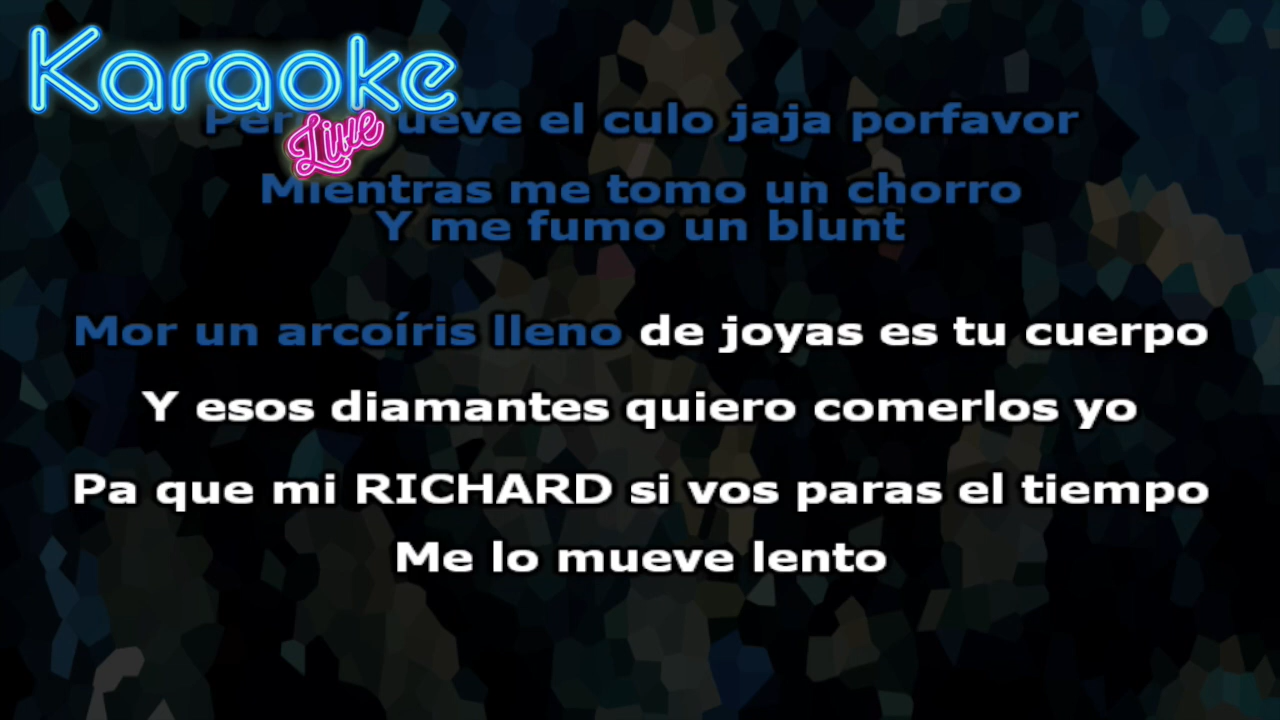 Karaoke
Live
ueve el culo jaja porfavor
Mientras me tomo un chorro
Y me fumo un blunt
Mor un arcoíris lleno de joyas es tu cuerpo
Y esos diamantes quiero comerlos yo
Pa que mi RICHARD si vos paras el tiempo
Me lo mueve lento